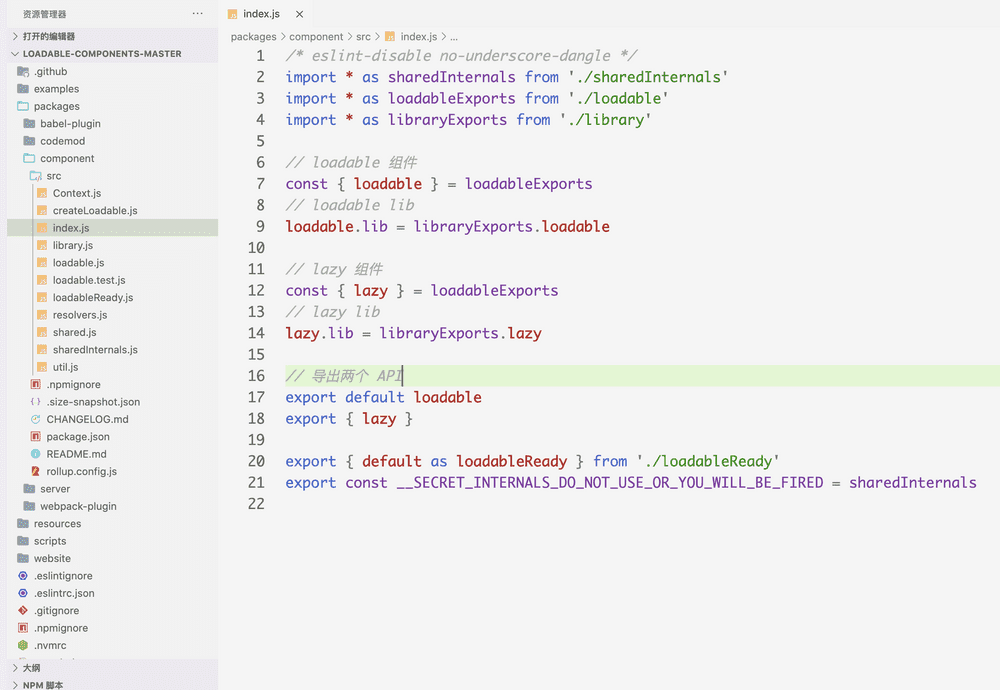 资源管理器
打开的编辑器
LOADABLE-COMPONENTS-MASTER
.github
examples
packages
babel-plugin
codemod
component
src
Context.js
createLoadable.js
index.js
library.js
loadable.js
loadable.test.js
loadableReady.js
resolvers.js
shared.js
sharedInternals.js
util.js
.npmignore
.size-snapshot.json
CHANGELOG.md
package.json
README.md
rollup.config.js
server
webpack-plugin
resources
scripts
website
.eslintignore
.eslintrc.json
.gitignore
.npmignore
.nvmrc
大纲
NPM 脚本
index.js
packages > component > src > index.js > ...
1 /* eslint-disable no-underscore-dangle */
2 import * as sharedInternals from './sharedInternals'
3 import * as loadableExports from './loadable'
4 import * as libraryExports from './library'
5
6 // loadable 组件
7 const { loadable } = loadableExports
8 // loadable lib
9 loadable.lib = libraryExports.loadable
10
11 // lazy 组件
12 const { lazy } = loadableExports
13 // lazy lib
14 lazy.lib = libraryExports.lazy
15
16 // 导出两个 API
17 export default loadable
18 export { lazy }
19
20 export { default as loadableReady } from './loadableReady'
21 export const __SECRET_INTERNALS_DO_NOT_USE_OR_YOU_WILL_BE_FIRED = sharedInternals
22